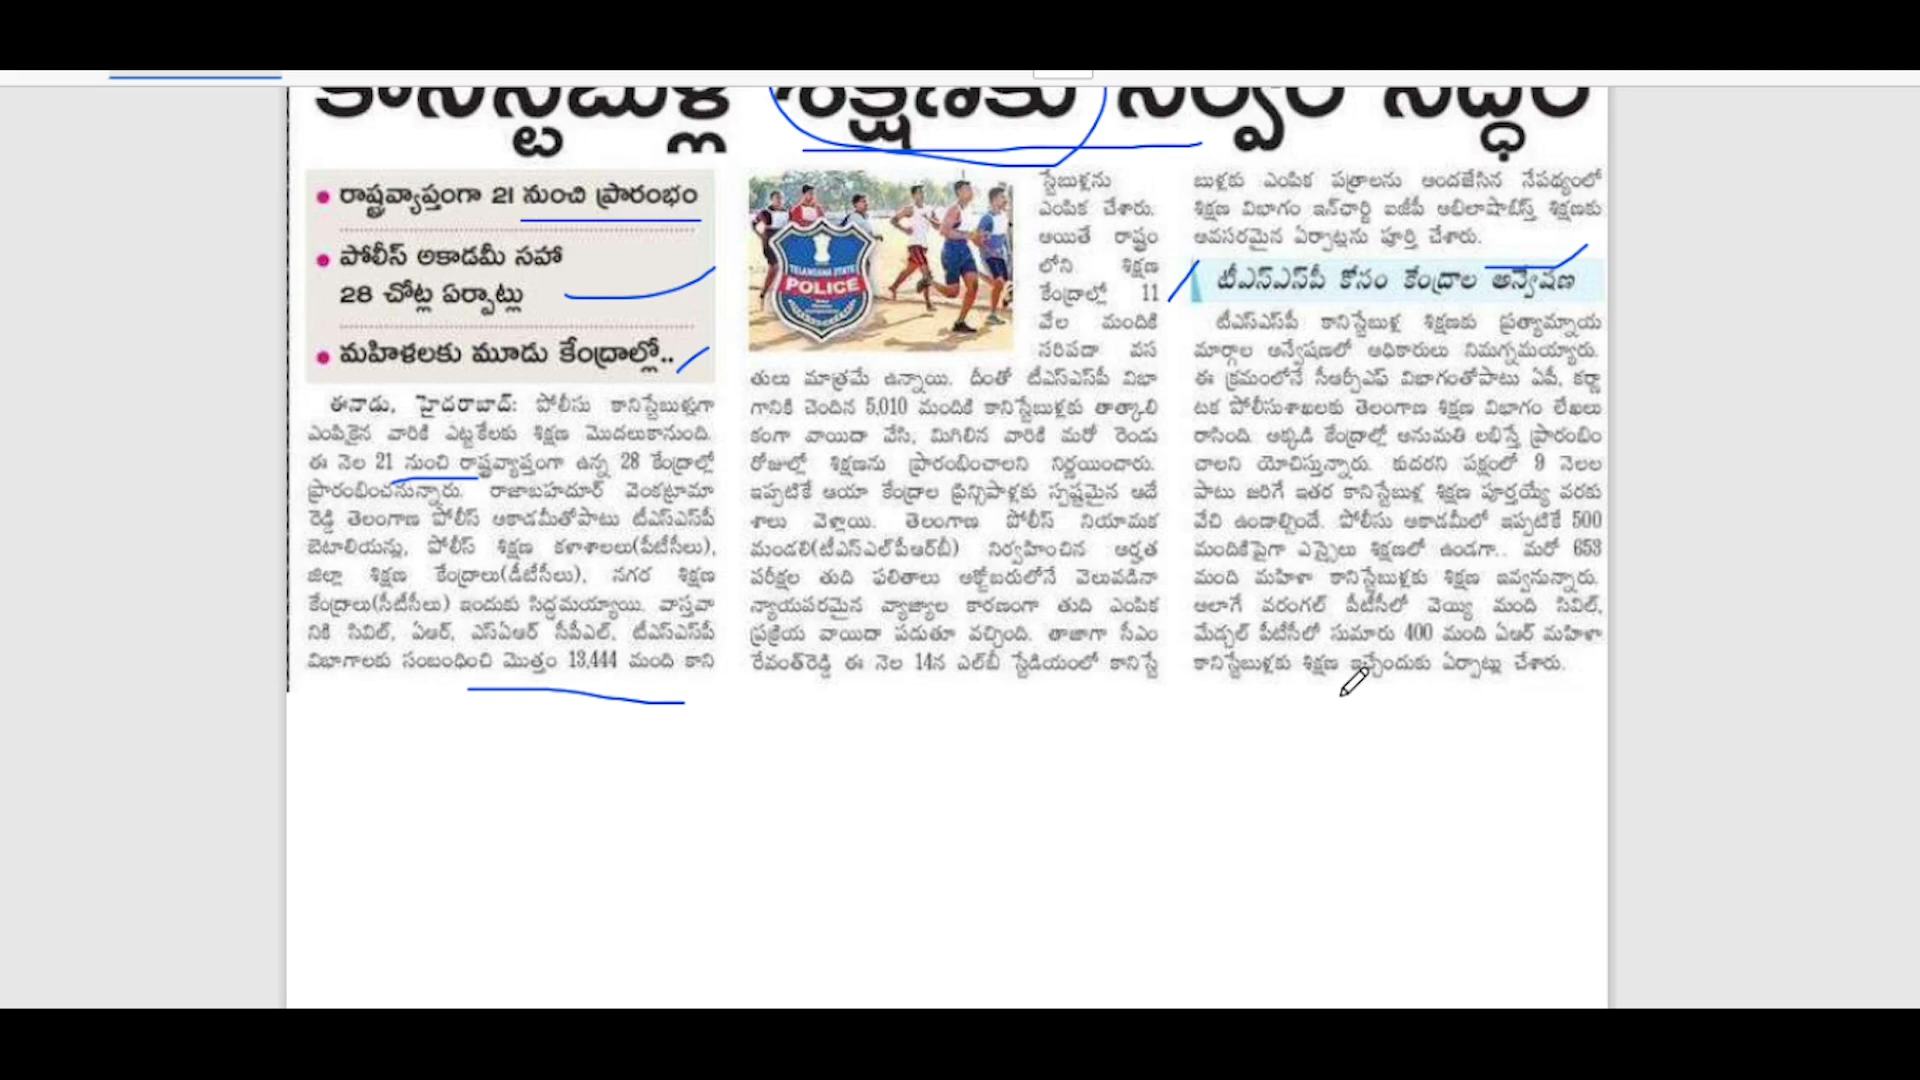 కానిస్టేబుళ్ల శిక్షణకు సర్వం సిద్ధం
• రాష్ట్రవ్యాప్తంగా 21 నుంచి ప్రారంభం
• పోలీస్ అకాడమీ సహా
28 చోట్ల ఏర్పాట్లు
• మహిళలకు మూడు కేంద్రాల్లో..
ఈనాడు, హైదరాబాద్: పోలీసు కానిస్టేబుళ్లుగా
ఎంపికైన వారికి ఎట్టకేలకు శిక్షణ మొదలుకానుంది.
ఈ నెల 21 నుంచి రాష్ట్రవ్యాప్తంగా ఉన్న 28 కేంద్రాల్లో
ప్రారంభించనున్నారు. రాజాబహదూర్ వెంకట్రామా
రెడ్డి తెలంగాణ పోలీస్ అకాడమీతోపాటు టీఎస్ఎస్పీ
బెటాలియన్లు, పోలీస్ శిక్షణ కళాశాలలు(పీటీసీలు),
జిల్లా శిక్షణ కేంద్రాలు(డీటీసీలు), నగర శిక్షణ
కేంద్రాలు(సీటీసీలు) ఇందుకు సిద్ధమయ్యాయి. వాస్తవా
నికి సివిల్, ఏఆర్, ఎస్ఏఆర్ సీపీఎల్, టీఎస్ఎస్పీ
విభాగాలకు సంబంధించి మొత్తం 13,444 మంది కాని
TELANGANA STATE
POLICE
స్టేబుళ్లను
ఎంపిక చేశారు.
అయితే రాష్ట్రం
లోని శిక్షణ
కేంద్రాల్లో 11
వేల మందికి
సరిపడా వస
తులు మాత్రమే ఉన్నాయి. దీంతో టీఎస్ఎస్పీ విభా
గానికి చెందిన 5,010 మందికి కానిస్టేబుళ్లకు తాత్కాలి
కంగా వాయిదా వేసి, మిగిలిన వారికి మరో రెండు
రోజుల్లో శిక్షణను ప్రారంభించాలని నిర్ణయించారు.
ఇప్పటికే ఆయా కేంద్రాల ప్రిన్సిపాళ్లకు స్పష్టమైన ఆదే
శాలు వెళ్లాయి. తెలంగాణ పోలీస్ నియామక
మండలి(టీఎస్ఎల్పీఆర్బీ) నిర్వహించిన అర్హత
పరీక్షల తుది ఫలితాలు అక్టోబరులోనే వెలువడినా
న్యాయపరమైన వ్యాజ్యాల కారణంగా తుది ఎంపిక
ప్రక్రియ వాయిదా పడుతూ వచ్చింది. తాజాగా సీఎం
రేవంత్‌రెడ్డి ఈ నెల 14న ఎల్‌బీ స్టేడియంలో కానిస్టే
బుళ్లకు ఎంపిక పత్రాలను అందజేసిన నేపథ్యంలో
శిక్షణ విభాగం ఇన్‌ఛార్జి ఐజీపీ అభిలాషాబిస్త్ శిక్షణకు
అవసరమైన ఏర్పాట్లను పూర్తి చేశారు.
టీఎస్ఎస్పీ కోసం కేంద్రాల అన్వేషణ
టీఎస్ఎస్పీ కానిస్టేబుళ్ల శిక్షణకు ప్రత్యామ్నాయ
మార్గాల అన్వేషణలో అధికారులు నిమగ్నమయ్యారు.
ఈ క్రమంలోనే సీఆర్పీఎఫ్ విభాగంతోపాటు ఏపీ, కర్ణా
టక పోలీసుశాఖలకు తెలంగాణ శిక్షణ విభాగం లేఖలు
రాసింది. అక్కడి కేంద్రాల్లో అనుమతి లభిస్తే ప్రారంభిం
చాలని యోచిస్తున్నారు. కుదరని పక్షంలో 9 నెలల
పాటు జరిగే ఇతర కానిస్టేబుళ్ల శిక్షణ పూర్తయ్యే వరకు
వేచి ఉండాల్సిందే. పోలీసు అకాడమీలో ఇప్పటికే 500
మందికిపైగా ఎస్సైలు శిక్షణలో ఉండగా.. మరో 653
మంది మహిళా కానిస్టేబుళ్లకు శిక్షణ ఇవ్వనున్నారు.
అలాగే వరంగల్ పీటీసీలో వెయ్యి మంది సివిల్,
మేడ్చల్ పీటీసీలో సుమారు 400 మంది ఏఆర్ మహిళా
కానిస్టేబుళ్లకు శిక్షణ ఇచ్చేందుకు ఏర్పాట్లు చేశారు.